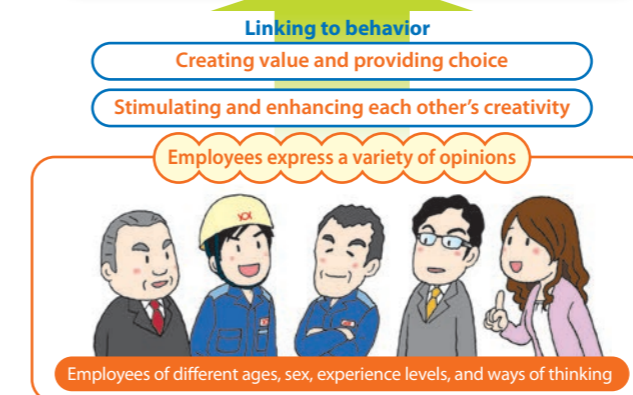 Linking to behavior
Creating value and providing choice
Stimulating and enhancing each other's creativity
Employees express a variety of opinions
Employees of different ages, sex, experience levels, and ways of thinking